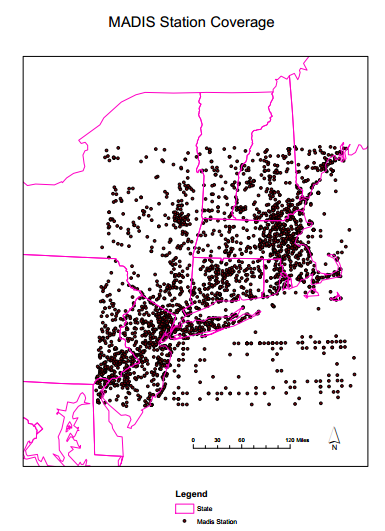 MADIS Station Coverage
0 30 60 120 Miles
N
Legend
State
Madis Station